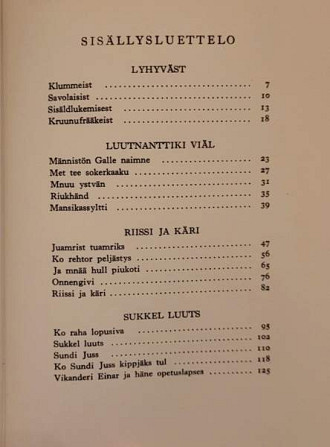 SISÄLLYSLUETTELO
LYHYVÄST
Klummeist 7
Savolaisist 10
Sisäldlukemisest 13
Kruunufrääkeist 18
LUUTNANTTIKI VIÄL
Männistön Galle naimne 23
Met tee sokerkaaku 27
Mnuu ystvän 31
Riukhänd 35
Mansikassyltti 39
RIISSI JA KÄRI
Juamrist tuamriks 47
Ko rehtor peljästys 56
Ja mnää hull piukoti 65
Onnengivi 76
Riissi ja käri 82
SUKKEL LUUTS
Ko raha lopusiva 95
Sukkel luuts 102
Sundi Juss 110
Ko Sundi Juss kippjäks tul 118
Vikanderi Einar ja häne opetuslapses 125